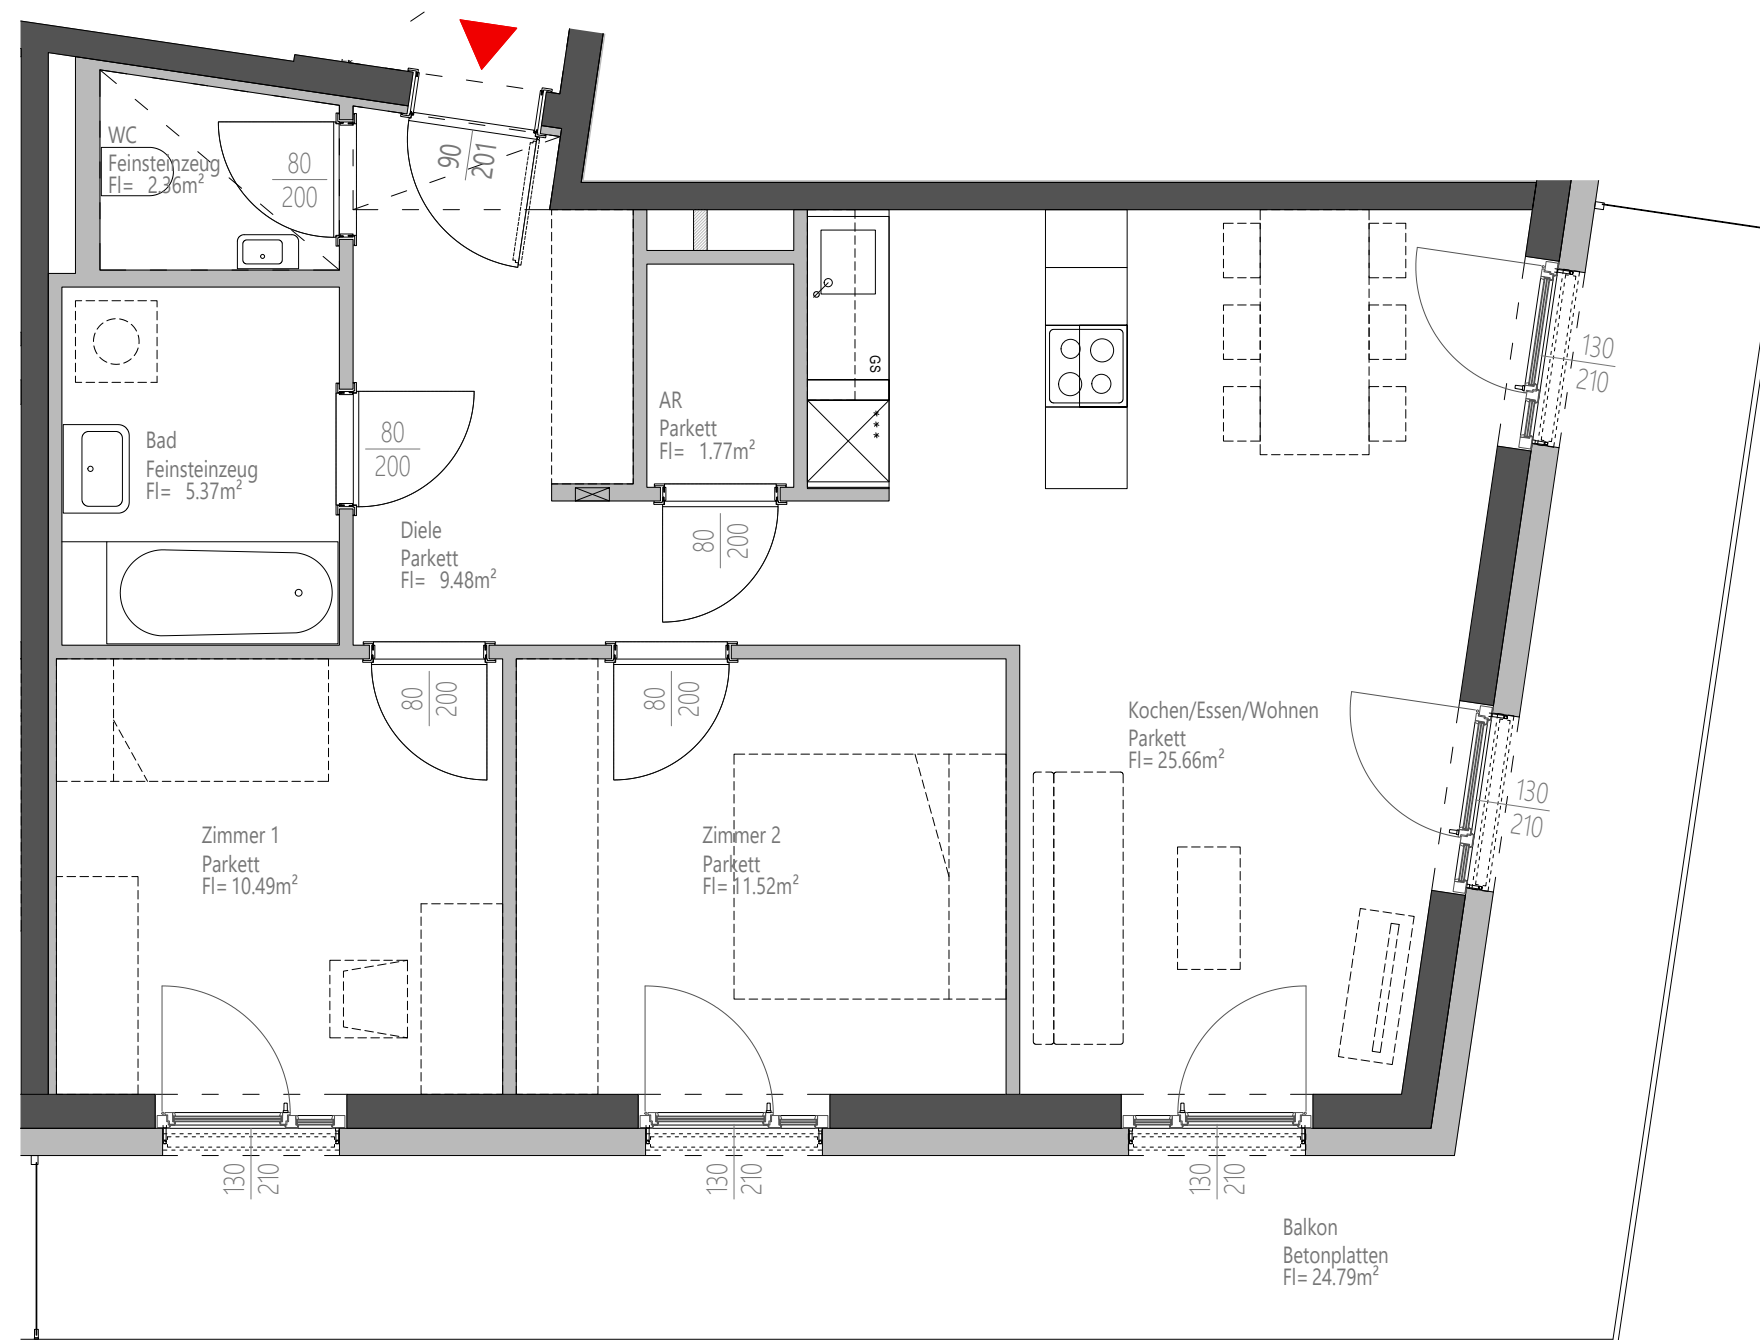 WC
Feinsteinzeug
Fl= 2.36m²
80
200
90
201
130
210
GS
***
AR
Parkett
Fl= 1.77m²
80
200
Bad
Feinsteinzeug
Fl= 5.37m²
Diele
Parkett
Fl= 9.48m²
80
200
80
200
80
200
Kochen/Essen/Wohnen
Parkett
Fl= 25.66m²
130
210
Zimmer 1
Parkett
Fl= 10.49m²
Zimmer 2
Parkett
Fl= 11.52m²
130
210
130
210
130
210
Balkon
Betonplatten
Fl= 24.79m²